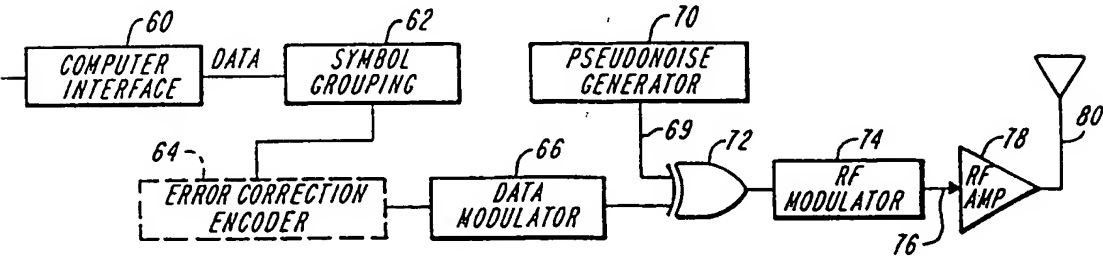 60
62
70
COMPUTER
INTERFACE
DATA
SYMBOL
GROUPING
PSEUDONOISE
GENERATOR
69
72
74
78
80
64
66
ERROR CORRECTION
ENCODER
DATA
MODULATOR
RF
MODULATOR
RF
AMP
76